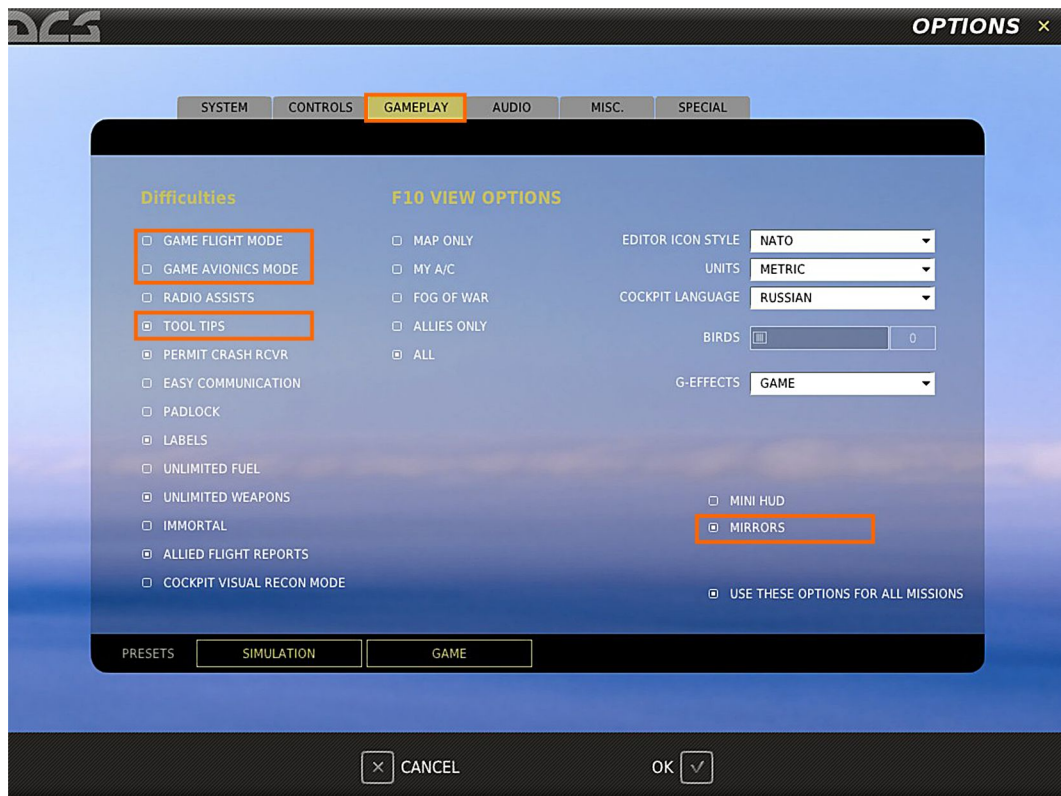 DCS
OPTIONS
SYSTEM CONTROLS GAMEPLAY AUDIO MISC. SPECIAL
Difficulties
GAME FLIGHT MODE
GAME AVIONICS MODE
RADIO ASSISTS
TOOL TIPS
PERMIT CRASH RCVR
EASY COMMUNICATION
PADLOCK
LABELS
UNLIMITED FUEL
UNLIMITED WEAPONS
IMMORTAL
ALLIED FLIGHT REPORTS
COCKPIT VISUAL RECON MODE
F10 VIEW OPTIONS
MAP ONLY
MY A/C
FOG OF WAR
ALLIES ONLY
ALL
EDITOR ICON STYLE NATO
UNITS METRIC
COCKPIT LANGUAGE RUSSIAN
BIRDS 0
G-EFFECTS GAME
MINI HUD
MIRRORS
USE THESE OPTIONS FOR ALL MISSIONS
PRESETS SIMULATION GAME
CANCEL OK